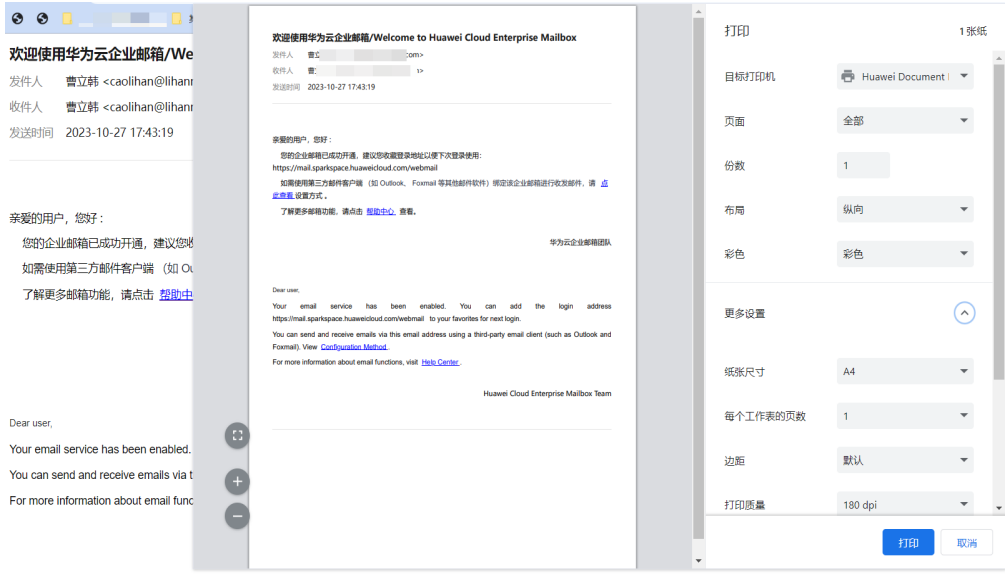 欢迎使用华为云企业邮箱/We
发件人 曹立韩 <caolihan@lihanr
收件人 曹立韩 <caolihan@lihanr
发送时间 2023-10-27 17:43:19
亲爱的用户，您好：
您的企业邮箱已成功开通，建议您收
如需使用第三方邮件客户端 （如 Ou
了解更多邮箱功能，请点击 帮助中
Dear user,
Your email service has been enabled.
You can send and receive emails via t
For more information about email func
欢迎使用华为云企业邮箱/Welcome to Huawei Cloud Enterprise Mailbox
发件人 曹立 com>
收件人 曹 >
发送时间 2023-10-27 17:43:19
亲爱的用户，您好：
您的企业邮箱已成功开通，建议您收藏登录地址以便下次登录使用：
https://mail.sparkspace.huaweicloud.com/webmail
如需使用第三方邮件客户端 （如 Outlook、 Foxmail 等其他邮件软件）绑定该企业邮箱进行收发邮件，请 点
此查看 设置方式。
了解更多邮箱功能，请点击 帮助中心 查看。
华为云企业邮箱团队
Dear user,
Your email service has been enabled. You can add the login address
https://mail.sparkspace.huaweicloud.com/webmail to your favorites for next login.
You can send and receive emails via this email address using a third-party email client (such as Outlook and
Foxmail). View Configuration Method.
For more information about email functions, visit Help Center.
Huawei Cloud Enterprise Mailbox Team
打印 1 张纸
目标打印机 Huawei Document
页面 全部
份数 1
布局 纵向
彩色 彩色
更多设置
纸张尺寸 A4
每个工作表的页数 1
边距 默认
打印质量 180 dpi
打印 取消